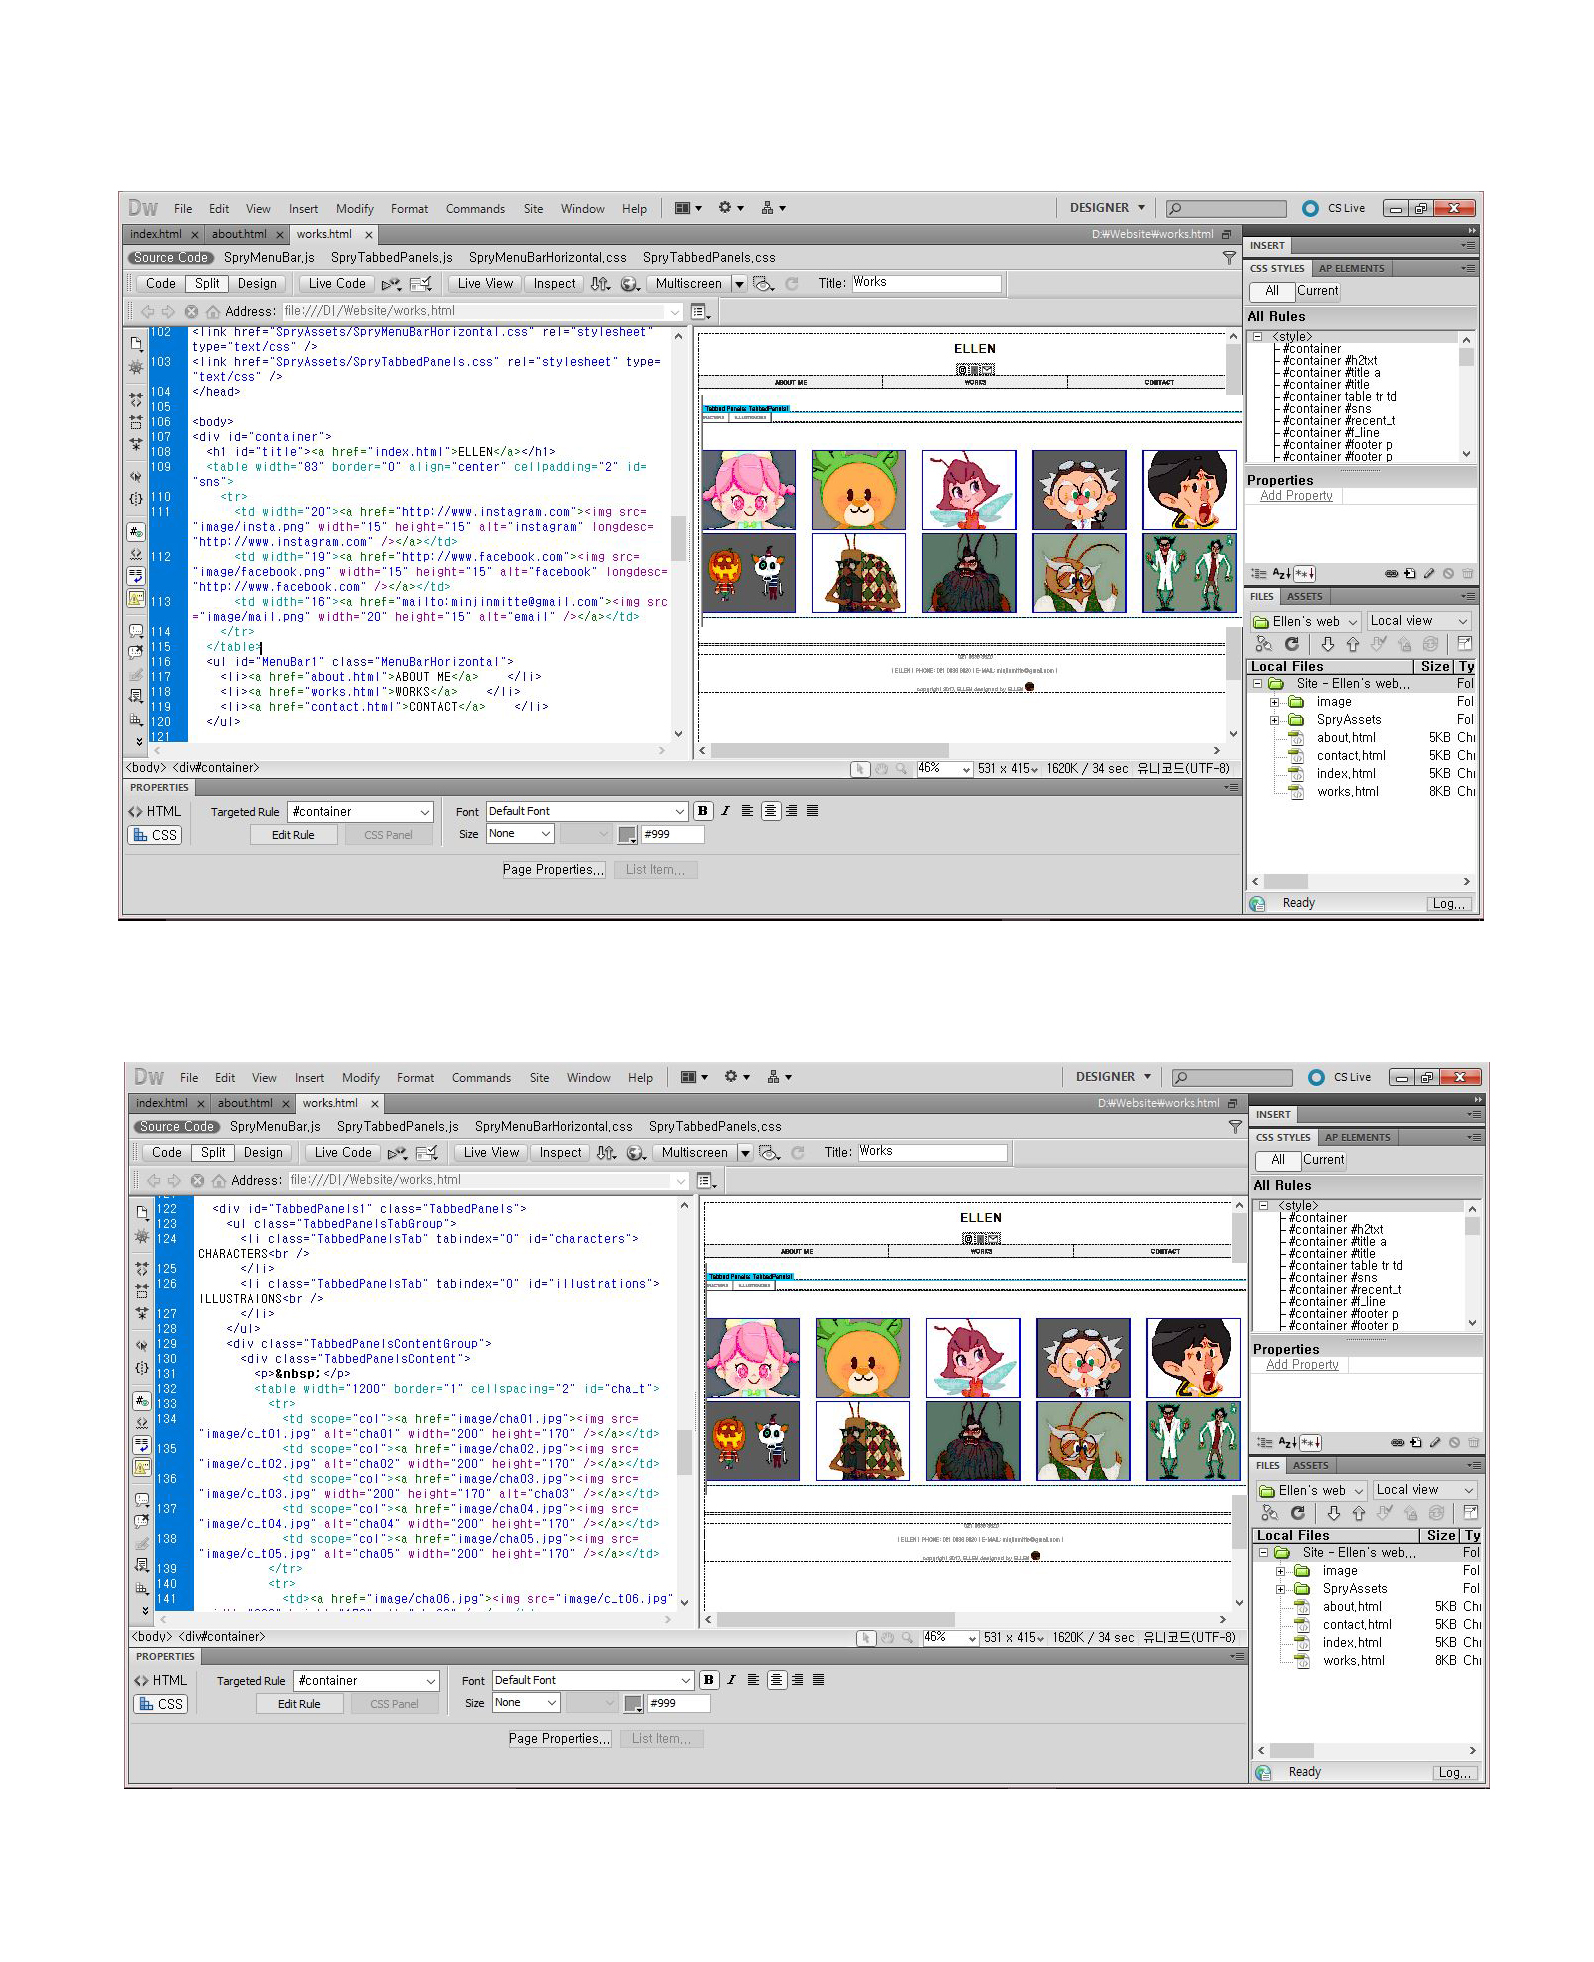 Dw File Edit View Insert Modify Format Commands Site Window Help DESIGNER CS Live
index.html about.html works.html D:₩Website₩works.html
Source Code SpryMenuBar.js SpryTabbedPanels.js SpryMenuBarHorizontal.css SpryTabbedPanels.css
Code Split Design Live Code Live View Inspect Multiscreen Title: Works
Address: file:///D|/Website/works.html
102 <link href="SpryAssets/SpryMenuBarHorizontal.css" rel="stylesheet"
type="text/css" />
103 <link href="SpryAssets/SpryTabbedPanels.css" rel="stylesheet" type=
"text/css" />
104 </head>
105
106 <body>
107 <div id="container">
108 <h1 id="title"><a href="index.html">ELLEN</a></h1>
109 <table width="83" border="0" align="center" cellpadding="2" id=
"sns">
110 <tr>
111 <td width="20"><a href="http://www.instagram.com"><img src=
"image/insta.png" width="15" height="15" alt="instagram" longdesc=
"http://www.instagram.com" /></a></td>
112 <td width="19"><a href="http://www.facebook.com"><img src=
"image/facebook.png" width="15" height="15" alt="facebook" longdesc=
"http://www.facebook.com" /></a></td>
113 <td width="16"><a href="mailto:minjinmitte@gmail.com"><img src
="image/mail.png" width="20" height="15" alt="email" /></a></td>
114 </tr>
115 </table>
116 <ul id="MenuBar1" class="MenuBarHorizontal">
117 <li><a href="about.html">ABOUT ME</a> </li>
118 <li><a href="works.html">WORKS</a> </li>
119 <li><a href="contact.html">CONTACT</a> </li>
120 </ul>
121
ELLEN
ABOUT ME WORKS CONTACT
Tabbed Panels: TabbedPanels1
copyright 2017. ELLEN designed by ELLEN
<body> <div#container> 46% 531 x 415 1620K / 34 sec 유니코드(UTF-8)
PROPERTIES
HTML Targeted Rule #container Font Default Font B I
CSS Edit Rule CSS Panel Size None #999
Page Properties... List Item...
INSERT
CSS STYLES AP ELEMENTS
All Current
All Rules
<style>
#container
#container #h2txt
#container #title a
#container #title
#container table tr td
#container #sns
#container #recent_t
#container #f_line
#container #footer p
Properties
Add Property
FILES ASSETS
Ellen's web Local view
Local Files Size Ty
Site - Ellen's web... Fol
image Fol
SpryAssets Fol
about.html 5KB Chr
contact.html 5KB Chr
index.html 5KB Chr
works.html 8KB Chr
Ready Log...
Dw File Edit View Insert Modify Format Commands Site Window Help DESIGNER CS Live
index.html about.html works.html D:₩Website₩works.html
Source Code SpryMenuBar.js SpryTabbedPanels.js SpryMenuBarHorizontal.css SpryTabbedPanels.css
Code Split Design Live Code Live View Inspect Multiscreen Title: Works
Address: file:///D|/Website/works.html
122 <div id="TabbedPanels1" class="TabbedPanels">
123 <ul class="TabbedPanelsTabGroup">
124 <li class="TabbedPanelsTab" tabindex="0" id="characters">
CHARACTERS<br />
125 </li>
126 <li class="TabbedPanelsTab" tabindex="0" id="illustrations">
ILLUSTRAIONS<br />
127 </li>
128 </ul>
129 <div class="TabbedPanelsContentGroup">
130 <div class="TabbedPanelsContent">
131 <p>&nbsp;</p>
132 <table width="1200" border="1" cellspacing="2" id="cha_t">
133 <tr>
134 <td scope="col"><a href="image/cha01.jpg"><img src=
"image/c_t01.jpg" alt="cha01" width="200" height="170" /></a></td>
135 <td scope="col"><a href="image/cha02.jpg"><img src=
"image/c_t02.jpg" alt="cha02" width="200" height="170" /></a></td>
136 <td scope="col"><a href="image/cha03.jpg"><img src=
"image/c_t03.jpg" width="200" height="170" alt="cha03" /></a></td>
137 <td scope="col"><a href="image/cha04.jpg"><img src=
"image/c_t04.jpg" alt="cha04" width="200" height="170" /></a></td>
138 <td scope="col"><a href="image/cha05.jpg"><img src=
"image/c_t05.jpg" alt="cha05" width="200" height="170" /></a></td>
139 </tr>
140 <tr>
141 <td><a href="image/cha06.jpg"><img src="image/c_t06.jpg"
ELLEN
ABOUT ME WORKS CONTACT
Tabbed Panels: TabbedPanels1
copyright 2017. ELLEN designed by ELLEN
<body> <div#container> 46% 531 x 415 1620K / 34 sec 유니코드(UTF-8)
PROPERTIES
HTML Targeted Rule #container Font Default Font B I
CSS Edit Rule CSS Panel Size None #999
Page Properties... List Item...
INSERT
CSS STYLES AP ELEMENTS
All Current
All Rules
<style>
#container
#container #h2txt
#container #title a
#container #title
#container table tr td
#container #sns
#container #recent_t
#container #f_line
#container #footer p
Properties
Add Property
FILES ASSETS
Ellen's web Local view
Local Files Size Ty
Site - Ellen's web... Fol
image Fol
SpryAssets Fol
about.html 5KB Chr
contact.html 5KB Chr
index.html 5KB Chr
works.html 8KB Chr
Ready Log...